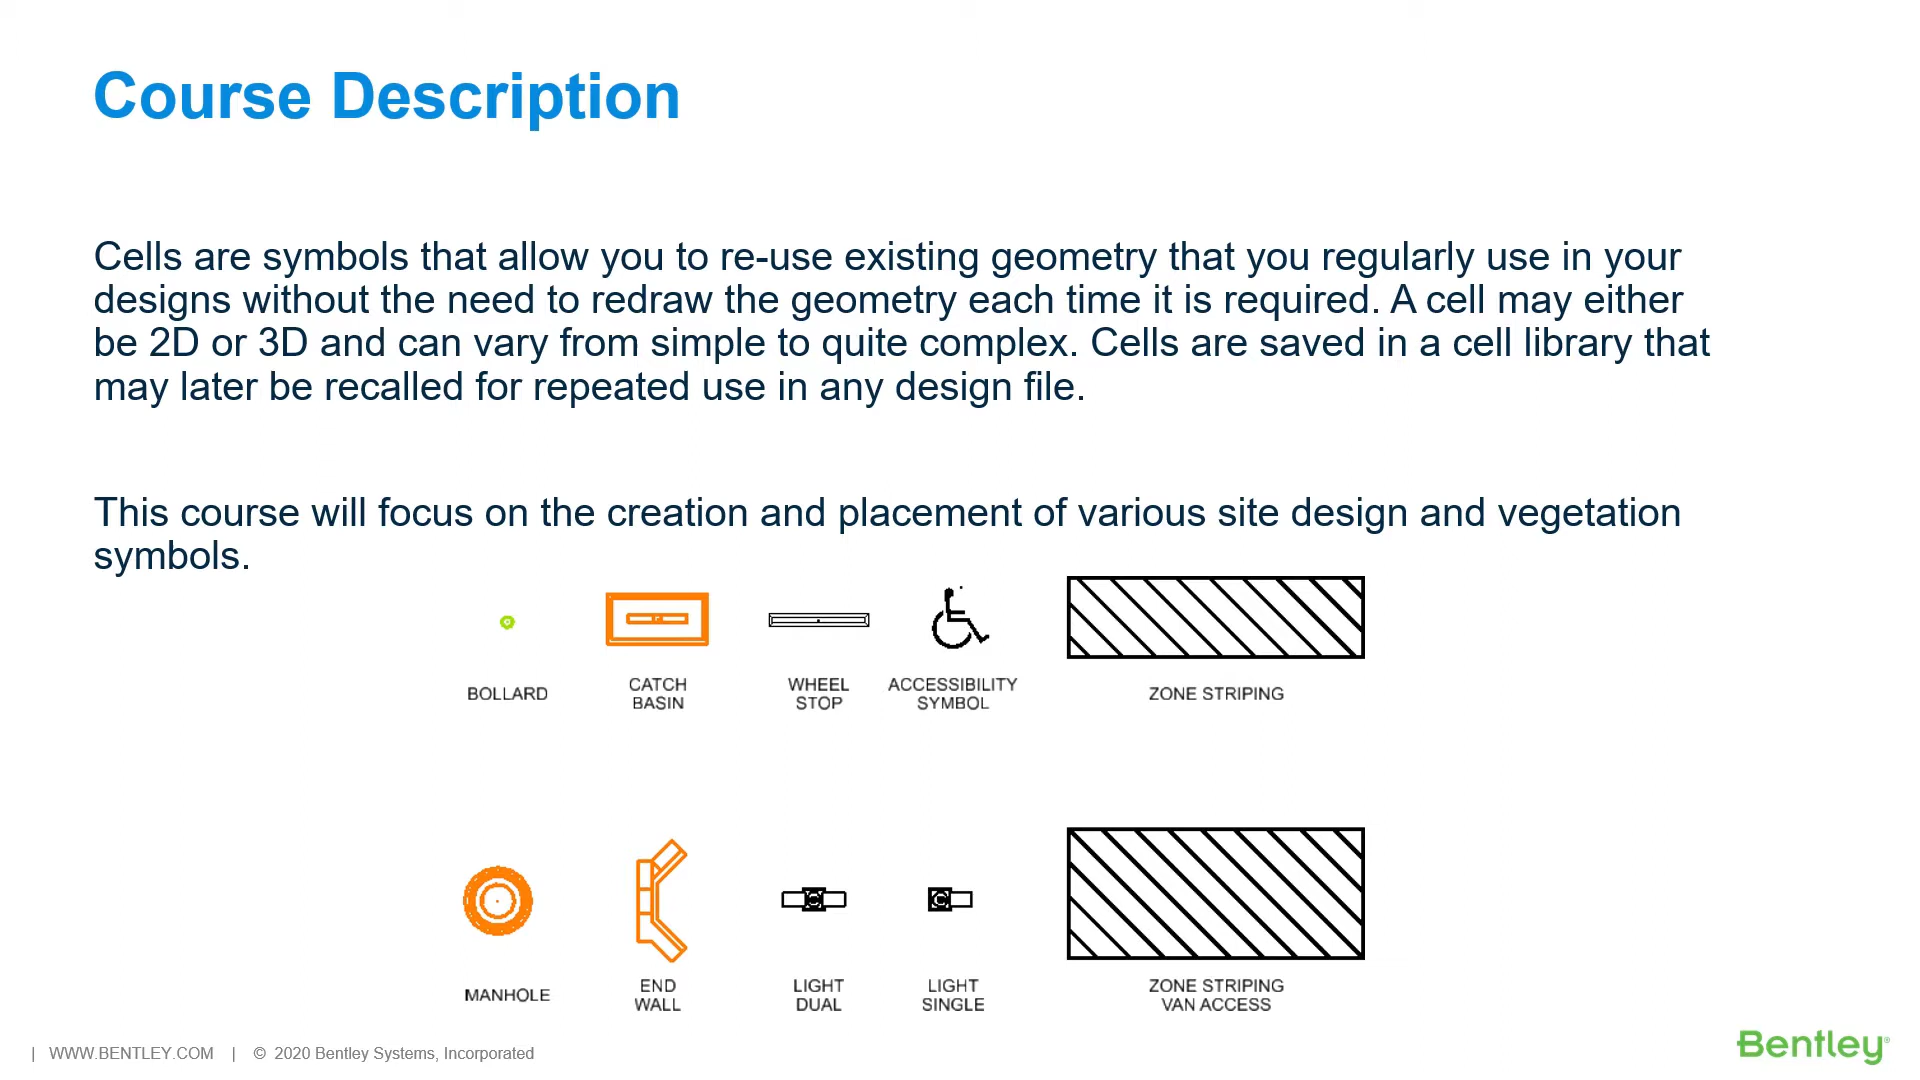 Course Description
Cells are symbols that allow you to re-use existing geometry that you regularly use in your
designs without the need to redraw the geometry each time it is required. A cell may either
be 2D or 3D and can vary from simple to quite complex. Cells are saved in a cell library that
may later be recalled for repeated use in any design file.
This course will focus on the creation and placement of various site design and vegetation
symbols.
BOLLARD
CATCH
BASIN
WHEEL
STOP
ACCESSIBILITY
SYMBOL
ZONE STRIPING
MANHOLE
END
WALL
LIGHT
DUAL
LIGHT
SINGLE
ZONE STRIPING
VAN ACCESS
| WWW.BENTLEY.COM | © 2020 Bentley Systems, Incorporated
Bentley®